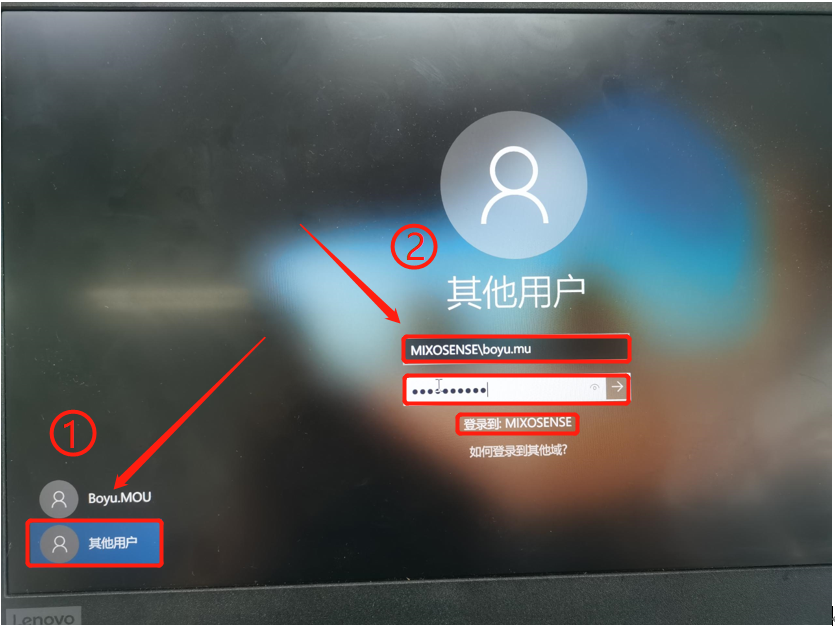 ②
其他用户
MIXOSENSE\boyu.mu
登录到: MIXOSENSE
如何登录到其他域?
①
Boyu.MOU
其他用户
Lenovo